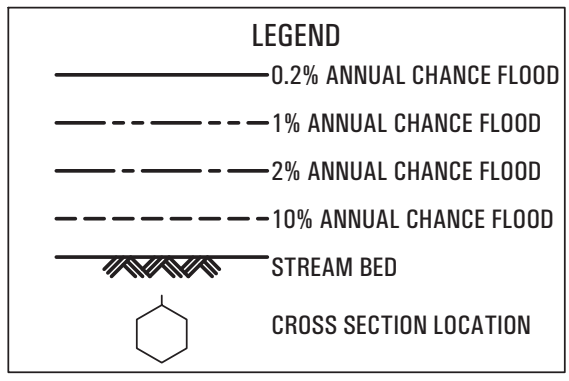 LEGEND
0.2% ANNUAL CHANCE FLOOD
1% ANNUAL CHANCE FLOOD
2% ANNUAL CHANCE FLOOD
10% ANNUAL CHANCE FLOOD
STREAM BED
CROSS SECTION LOCATION